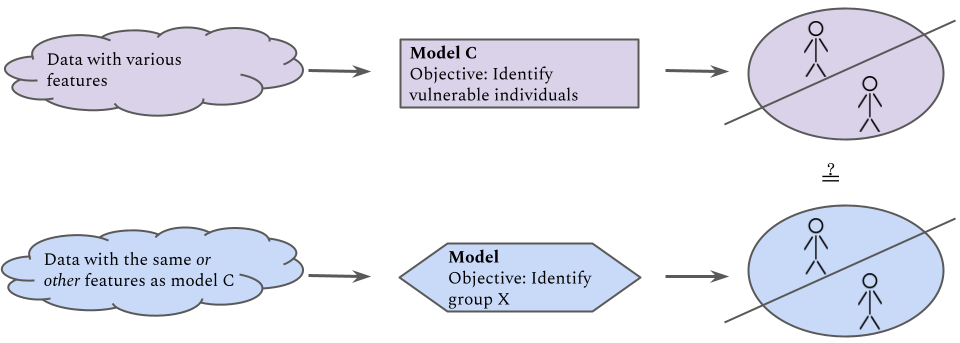 Data with various
features
Model C
Objective: Identify
vulnerable individuals
?
=
Data with the same or
other features as model C
Model
Objective: Identify
group X